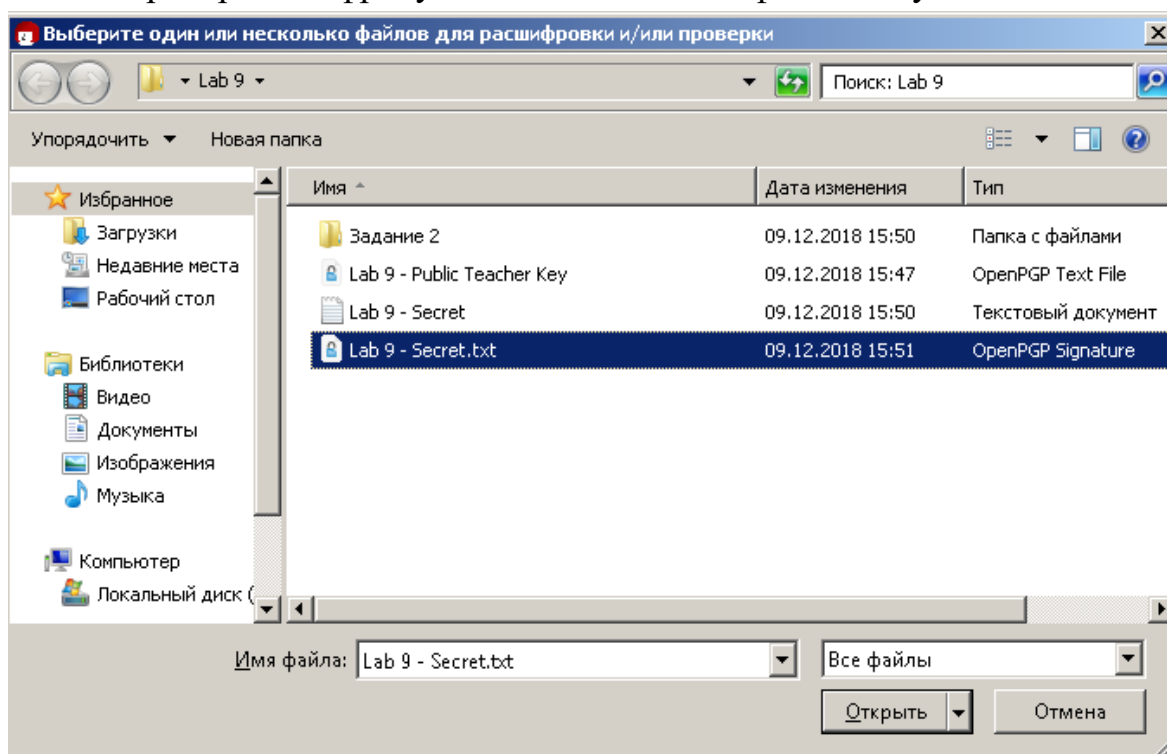 Выберите один или несколько файлов для расшифровки и/или проверки
Lab 9
Поиск: Lab 9
Упорядочить Новая папка
Избранное
Загрузки
Недавние места
Рабочий стол
Библиотеки
Видео
Документы
Изображения
Музыка
Компьютер
Локальный диск (
Имя Дата изменения Тип
Задание 2 09.12.2018 15:50 Папка с файлами
Lab 9 - Public Teacher Key 09.12.2018 15:47 OpenPGP Text File
Lab 9 - Secret 09.12.2018 15:50 Текстовый документ
Lab 9 - Secret.txt 09.12.2018 15:51 OpenPGP Signature
Имя файла: Lab 9 - Secret.txt Все файлы
Открыть Отмена